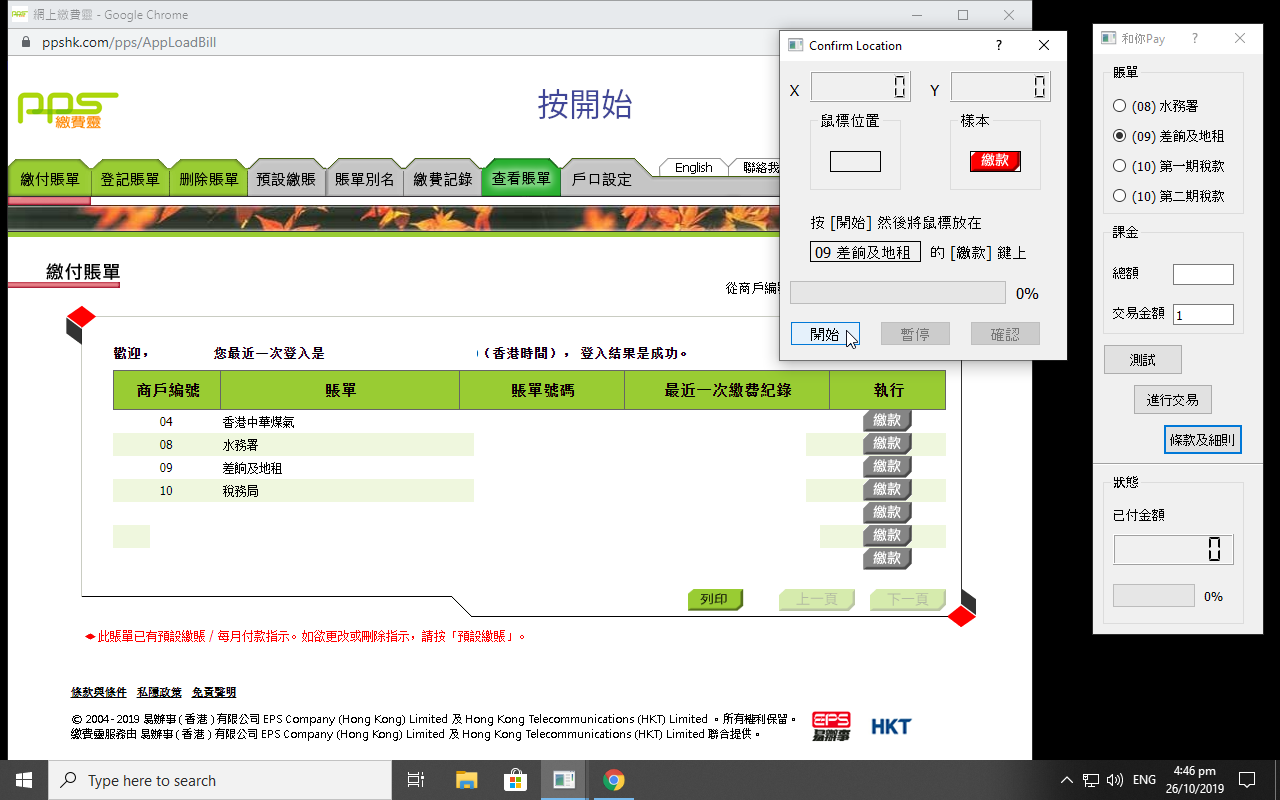 pps 網上繳費靈 - Google Chrome
ppshk.com/pps/AppLoadBill
pps
繳費靈
按開始
繳付賬單 登記賬單 刪除賬單 預設繳賬 賬單別名 繳費記錄 查看賬單 戶口設定 English 聯絡我
繳付賬單
從商戶編號
歡迎， 您最近一次登入是 （香港時間）， 登入結果是成功。
商戶編號 賬單 賬單號碼 最近一次繳費紀錄 執行
04 香港中華煤氣 繳款
08 水務署 繳款
09 差餉及地租 繳款
10 稅務局 繳款
繳款
繳款
繳款
列印 上一頁 下一頁
此賬單已有預設繳賬 / 每月付款指示。如欲更改或刪除指示，請按「預設繳賬」。
條款與條件 私隱政策 免責聲明
© 2004 - 2019 易辦事 ( 香港 ) 有限公司 EPS Company (Hong Kong) Limited 及 Hong Kong Telecommunications (HKT) Limited 。所有權利保留。
繳費靈服務由 易辦事 ( 香港 ) 有限公司 EPS Company (Hong Kong) Limited 及 Hong Kong Telecommunications (HKT) Limited 聯合提供。
EPS
易辦事
HKT
Confirm Location ?
X 0 Y 0
鼠標位置 樣本
繳款
按 [開始] 然後將鼠標放在
09 差餉及地租 的 [繳款] 鍵上
0%
開始 暫停 確認
和你Pay ?
賬單
(08) 水務署
(09) 差餉及地租
(10) 第一期稅款
(10) 第二期稅款
課金
總額
交易金額 1
測試
進行交易
條款及細則
狀態
已付金額
0
0%
Type here to search
ENG
4:46 pm
26/10/2019